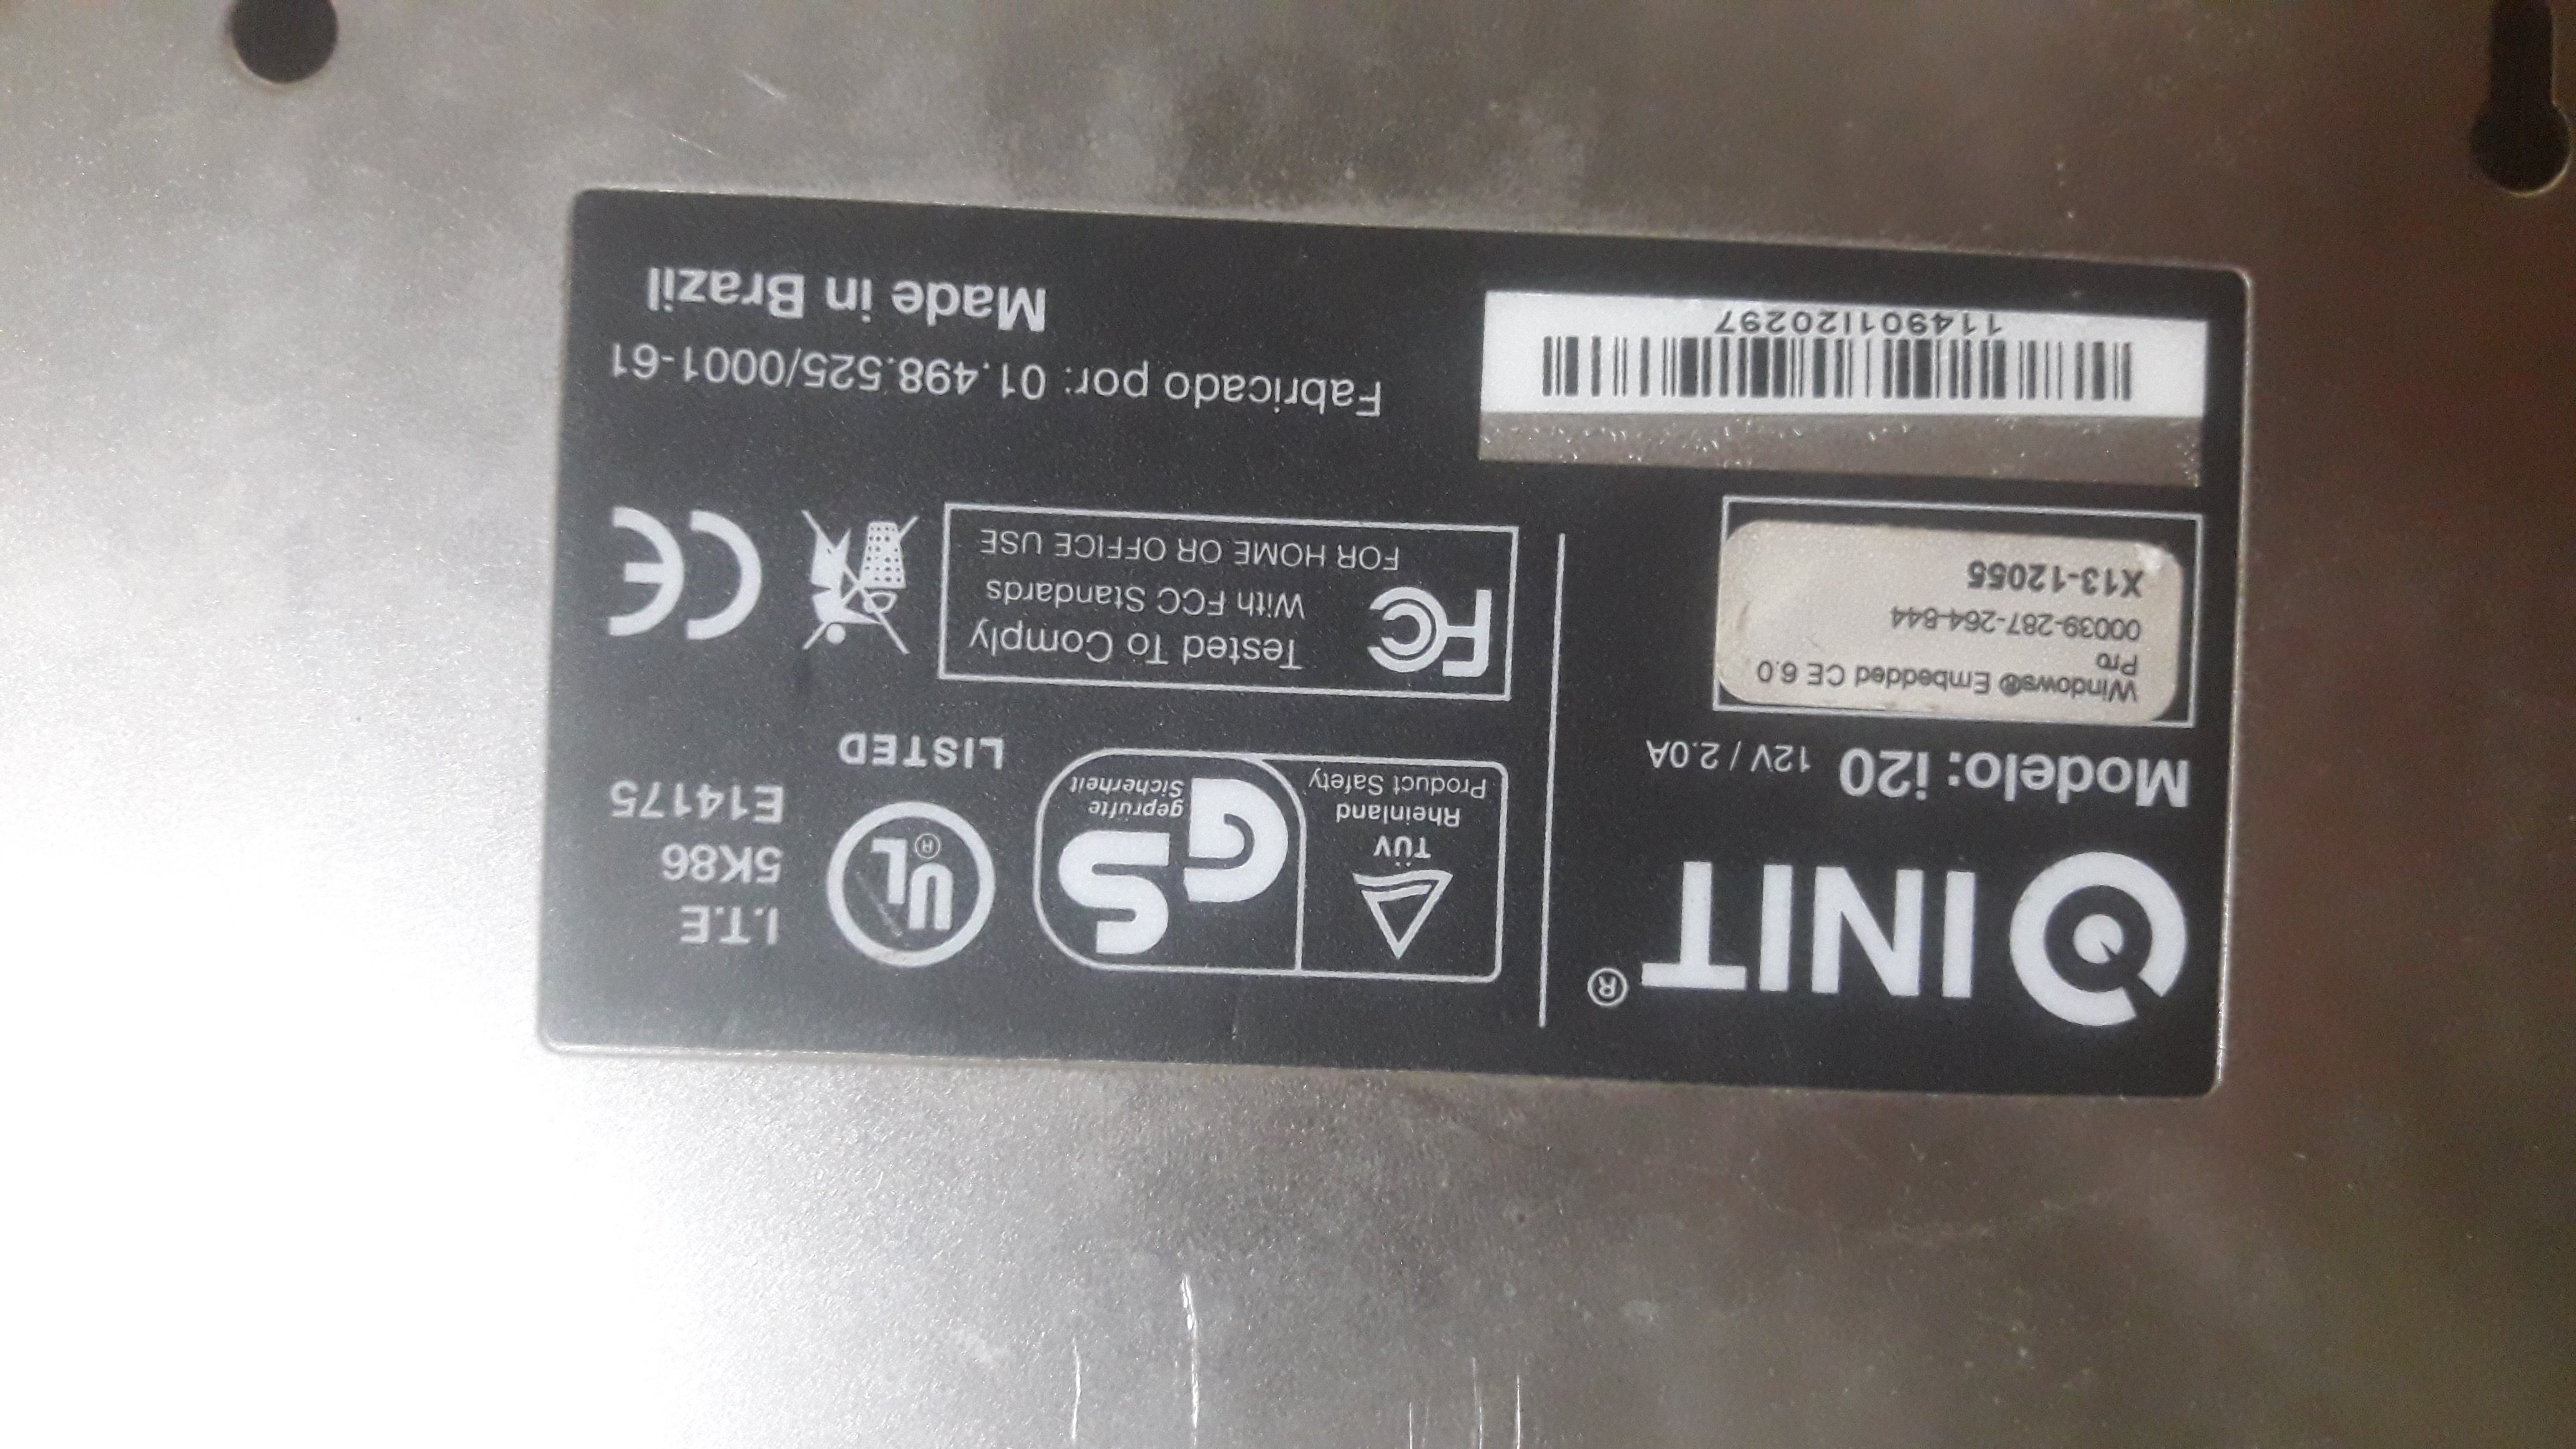 INIT®
Modelo: i20 12V / 2.0A
Windows® Embedded CE 6.0
Pro
00039-287-264-844
X13-12055
114901I20297
TÜV
Rheinland
Product Safety
GS
geprüfte
Sicherheit
UL®
LISTED
I.T.E
5K86
E14175
FC Tested To Comply
With FCC Standards
FOR HOME OR OFFICE USE
CE
Fabricado por: 01.498.525/0001-61
Made in Brazil